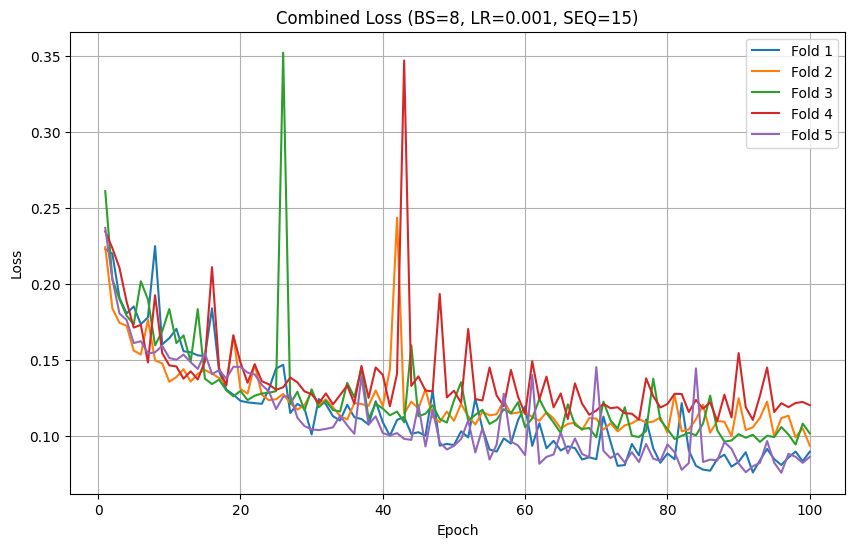 Combined Loss (BS=8, LR=0.001, SEQ=15)
Fold 1
Fold 2
Fold 3
Fold 4
Fold 5
Loss
0.35
0.30
0.25
0.20
0.15
0.10
0 20 40 60 80 100
Epoch